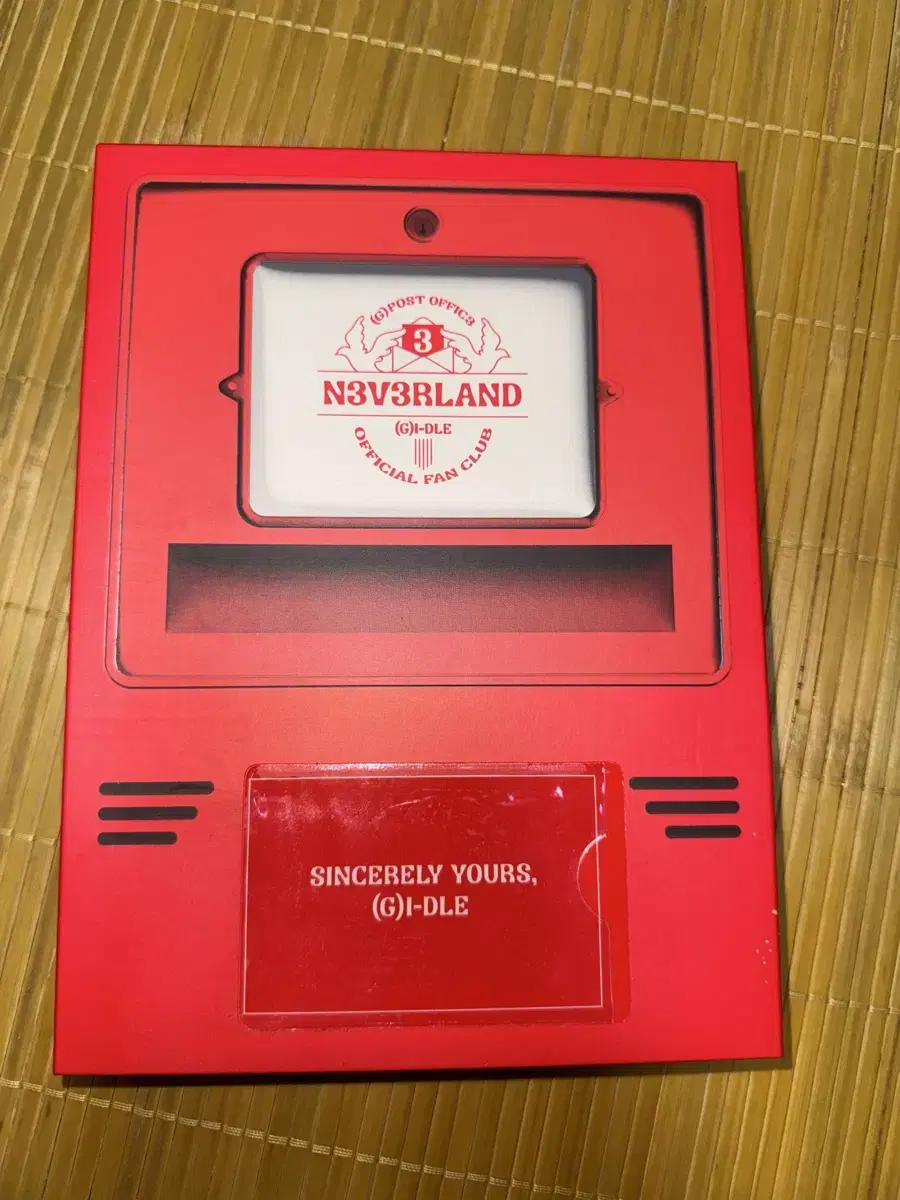 (G)POST OFFIC3
3
N3V3RLAND
(G)I-DLE
OFFICIAL FAN CLUB
SINCERELY YOURS,
(G)I-DLE